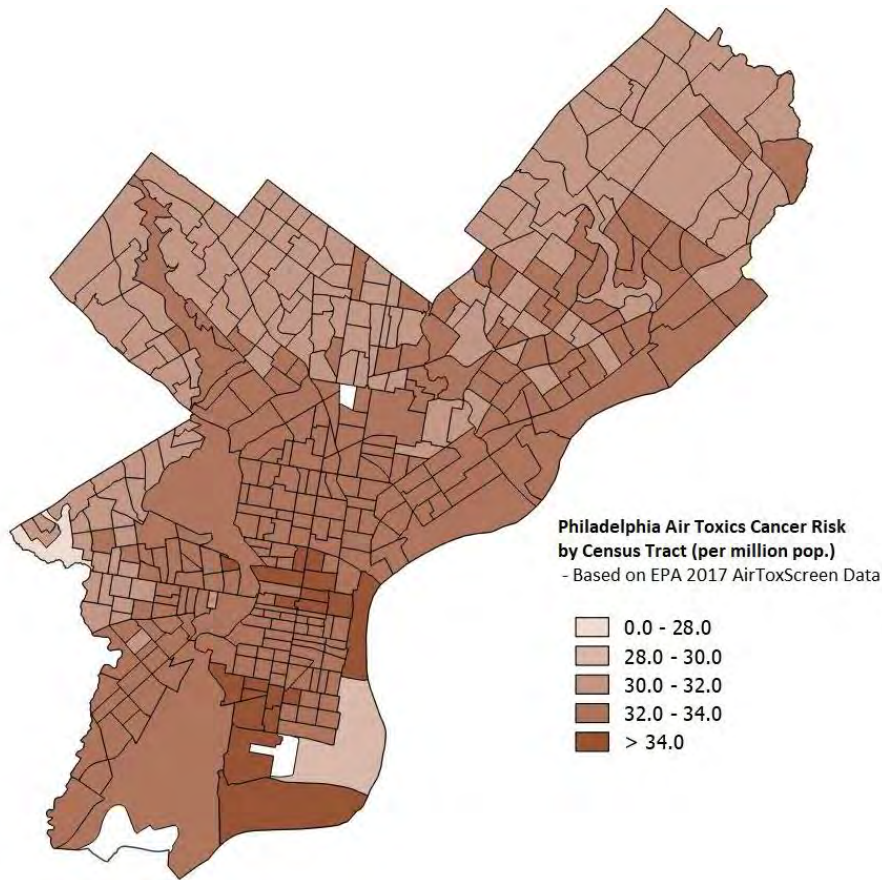 Philadelphia Air Toxics Cancer Risk
by Census Tract (per million pop.)
- Based on EPA 2017 AirToxScreen Data
0.0 - 28.0
28.0 - 30.0
30.0 - 32.0
32.0 - 34.0
> 34.0